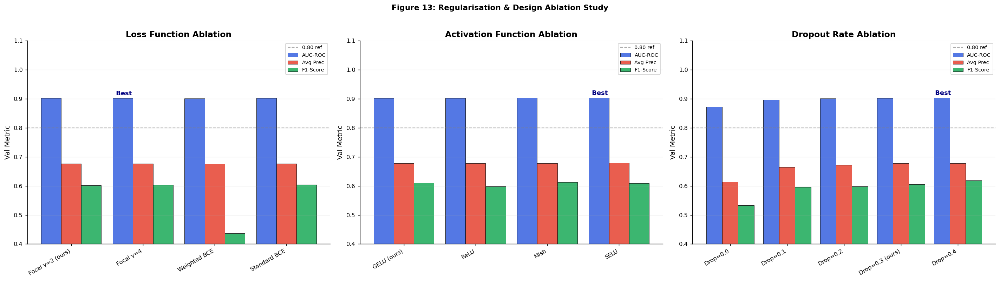 Figure 13: Regularisation & Design Ablation Study
Loss Function Ablation
Val Metric
1.1
1.0
0.9
0.8
0.7
0.6
0.5
0.4
0.80 ref
AUC-ROC
Avg Prec
F1-Score
Best
Focal γ=2 (ours)
Focal γ=4
Weighted BCE
Standard BCE
Activation Function Ablation
Val Metric
1.1
1.0
0.9
0.8
0.7
0.6
0.5
0.4
0.80 ref
AUC-ROC
Avg Prec
F1-Score
Best
GELU (ours)
ReLU
Mish
SELU
Dropout Rate Ablation
Val Metric
1.1
1.0
0.9
0.8
0.7
0.6
0.5
0.4
0.80 ref
AUC-ROC
Avg Prec
F1-Score
Best
Drop=0.0
Drop=0.1
Drop=0.2
Drop=0.3 (ours)
Drop=0.4